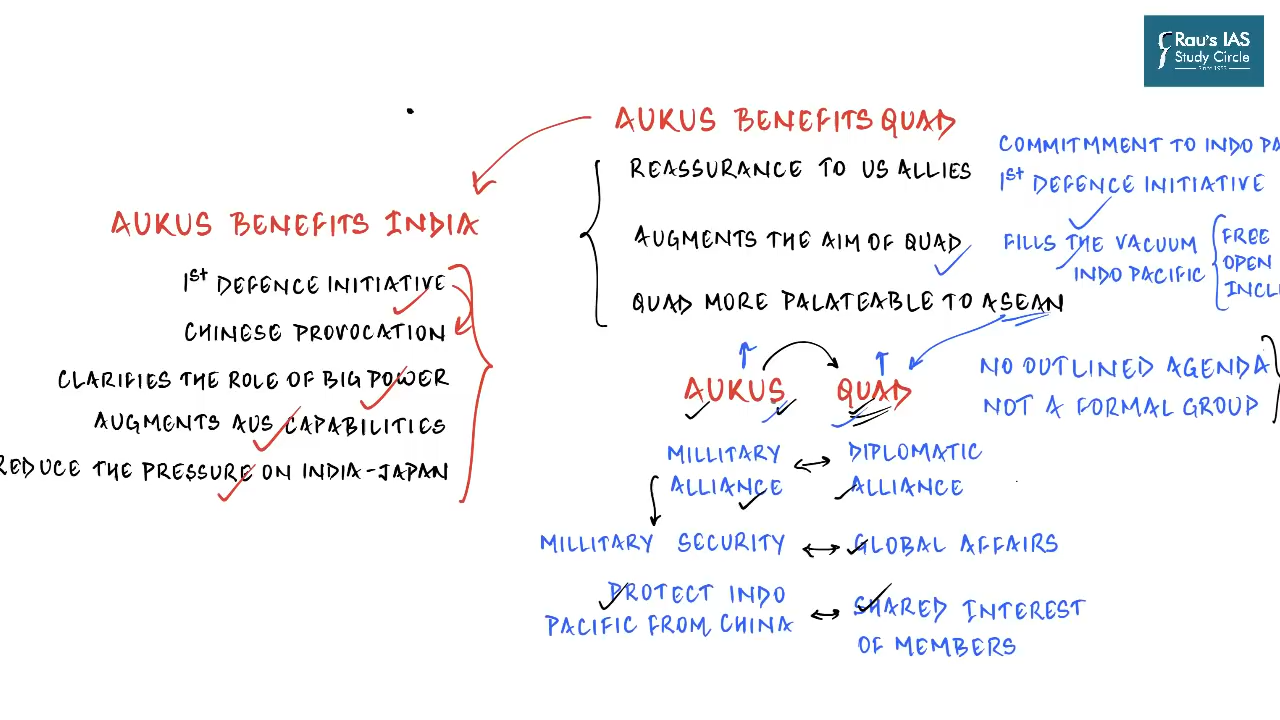 Rau's IAS
Study Circle
AUKUS BENEFITS QUAD
REASSURANCE TO US ALLIES
COMMITMMENT TO INDO PA
1st DEFENCE INITIATIVE
AUGMENTS THE AIM OF QUAD
FILLS THE VACUUM
INDO PACIFIC
FREE
OPEN
INCL
QUAD MORE PALATEABLE TO ASEAN
NO OUTLINED AGENDA
NOT A FORMAL GROUP
AUKUS BENEFITS INDIA
1st DEFENCE INITIATIVE
CHINESE PROVOCATION
CLARIFIES THE ROLE OF BIG POWER
AUGMENTS AUS CAPABILITIES
REDUCE THE PRESSURE ON INDIA-JAPAN
AUKUS QUAD
MILLITARY DIPLOMATIC
ALLIANCE ALLIANCE
MILLITARY SECURITY GLOBAL AFFAIRS
PROTECT INDO
PACIFIC FROM CHINA
SHARED INTEREST
OF MEMBERS